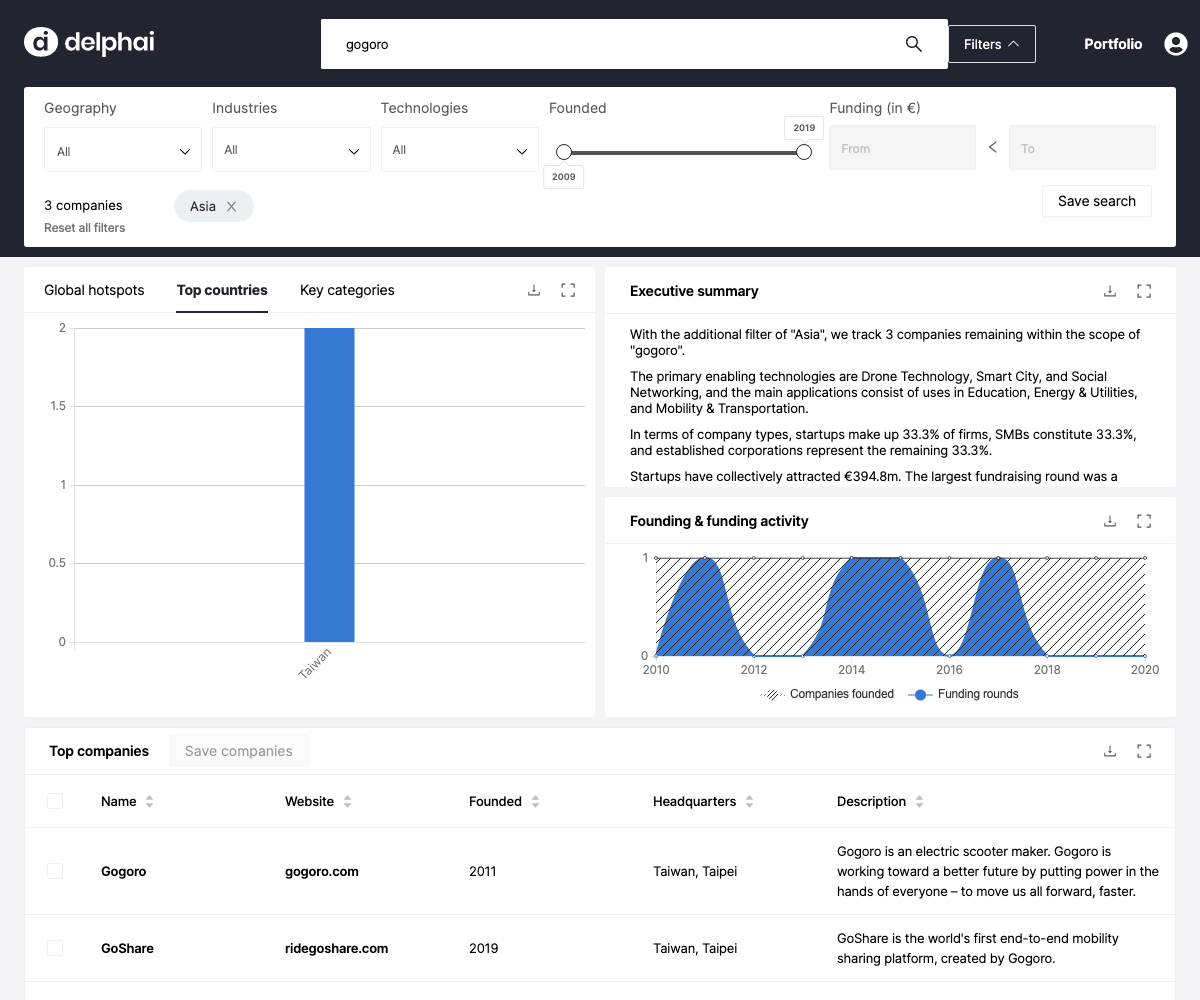 delphai
gogoro
Filters
Portfolio
Geography
Industries
Technologies
Founded
Funding (in €)
All
All
All
2019
2009
From
<
To
3 companies
Asia
Save search
Reset all filters
Global hotspots
Top countries
Key categories
2
1.5
1
0.5
0
Taiwan
Executive summary
With the additional filter of "Asia", we track 3 companies remaining within the scope of
"gogoro".
The primary enabling technologies are Drone Technology, Smart City, and Social
Networking, and the main applications consist of uses in Education, Energy & Utilities,
and Mobility & Transportation.
In terms of company types, startups make up 33.3% of firms, SMBs constitute 33.3%,
and established corporations represent the remaining 33.3%.
Startups have collectively attracted €394.8m. The largest fundraising round was a
Founding & funding activity
1
0
2010 2012 2014 2016 2018 2020
Companies founded
Funding rounds
Top companies
Save companies
Name Website Founded Headquarters Description
Gogoro gogoro.com 2011 Taiwan, Taipei
Gogoro is an electric scooter maker. Gogoro is
working toward a better future by putting power in the
hands of everyone – to move us all forward, faster.
GoShare ridegoshare.com 2019 Taiwan, Taipei
GoShare is the world's first end-to-end mobility
sharing platform, created by Gogoro.